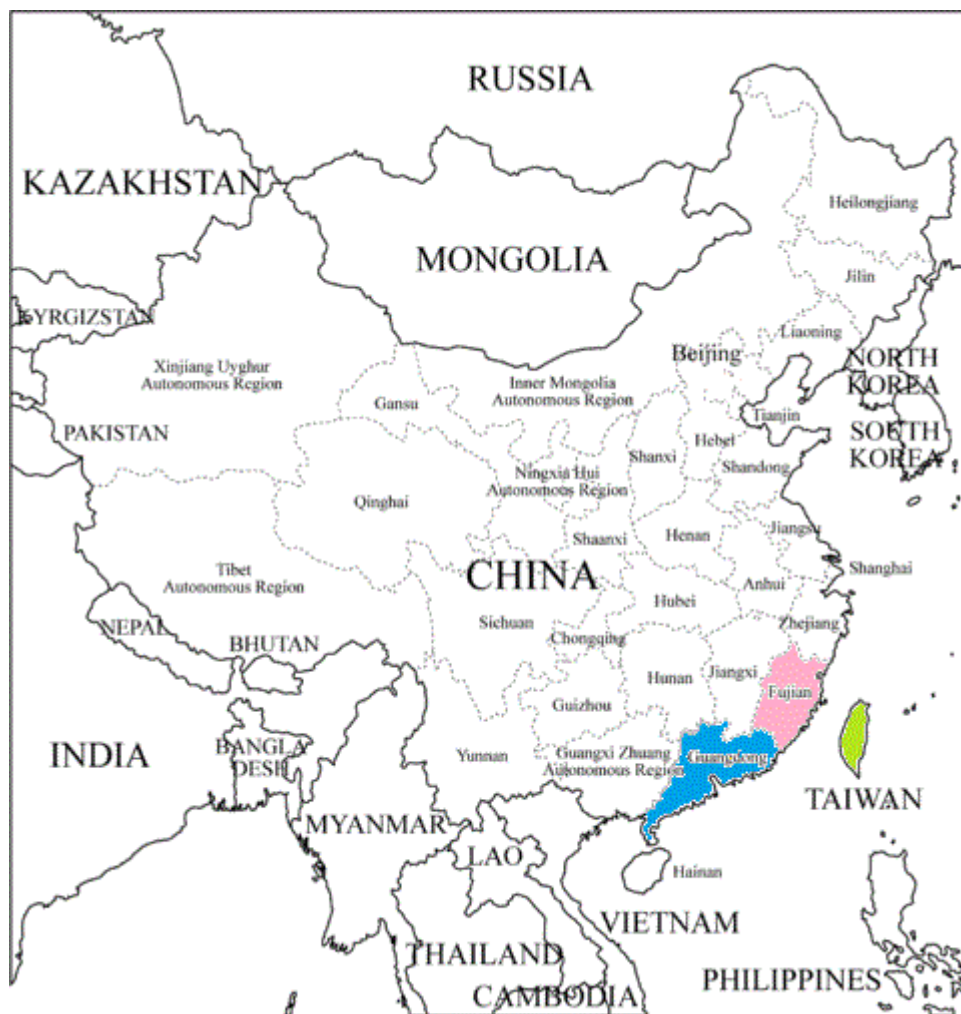 RUSSIA
KAZAKHSTAN
Heilongjiang
MONGOLIA
Jilin
KYRGIZSTAN
Liaoning
Beijing
NORTH
KOREA
Xinjiang Uyghur
Autonomous Region
Inner Mongolia
Autonomous Region
Gansu
Tianjin
PAKISTAN
SOUTH
KOREA
Hebei
Shanxi
Shandong
Ningxia Hui
Autonomous Region
Qinghai
Jiangsu
Henan
Shaanxi
Shanghai
Tibet
Autonomous Region
CHINA
Anhui
Hubei
NEPAL
Sichuan
Zhejiang
Chongqing
BHUTAN
Jiangxi
Hunan
Fujian
Guizhou
INDIA
BANGLA
DESH
Yunnan
Guangxi Zhuang
Autonomous Region
Guangdong
TAIWAN
MYANMAR
LAO
Hainan
VIETNAM
THAILAND
PHILIPPINES
CAMBODIA